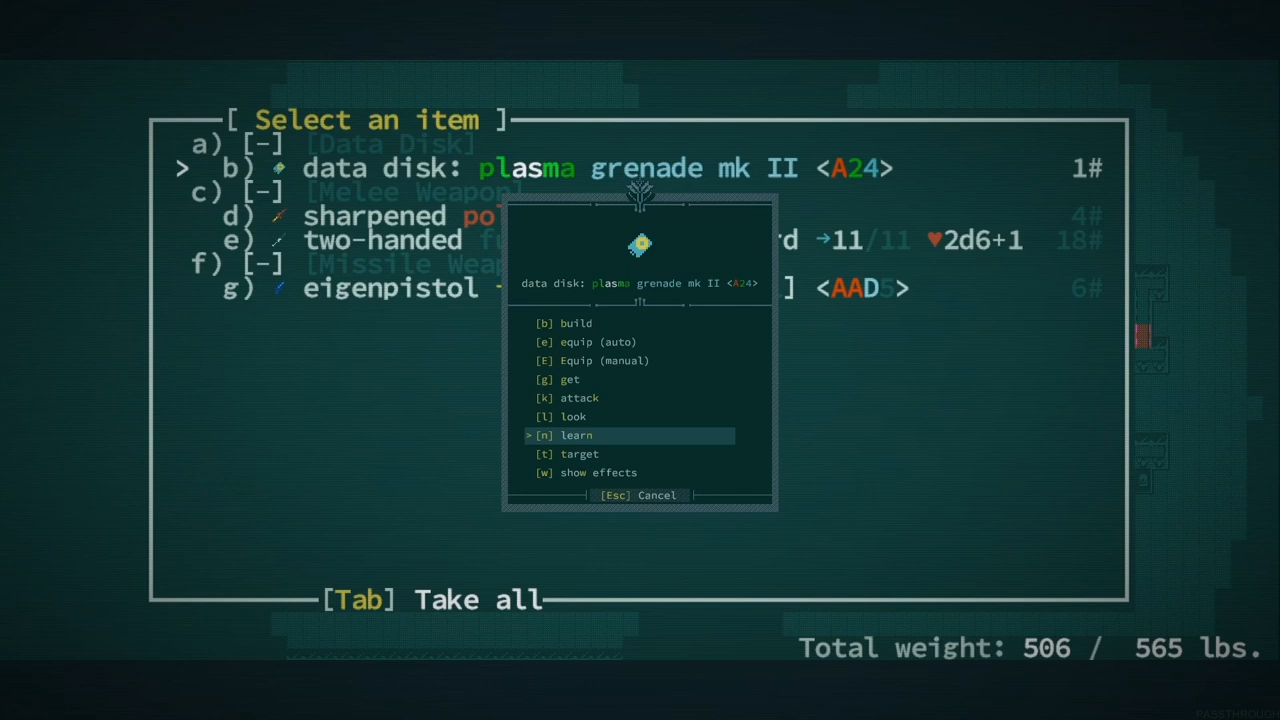 [ Select an item ]
a) [-] [Data Disk]
> b) data disk: plasma grenade mk II <A24> 1#
c) [-] [Melee Weapon]
d) sharpened 4#
e) two-handed →11/11 ♥2d6+1 18#
f) [-] [Missile
g) eigenpistol ] <AAD5> 6#
data disk: plasma grenade mk II <A24>
[b] build
[e] equip (auto)
[E] Equip (manual)
[g] get
[k] attack
[l] look
> [n] learn
[t] target
[w] show effects
[Esc] Cancel
[Tab] Take all
Total weight: 506 / 565 lbs.